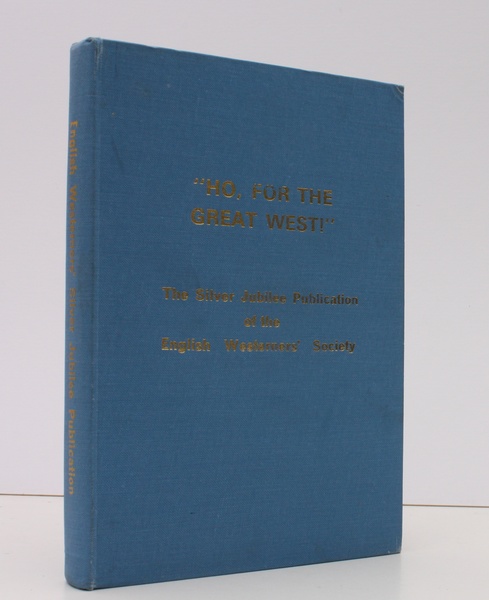 "HO, FOR THE
GREAT WEST!"
The Silver Jubilee Publication
of the
English Westerners' Society
English Westerners' Silver Jubilee Publication